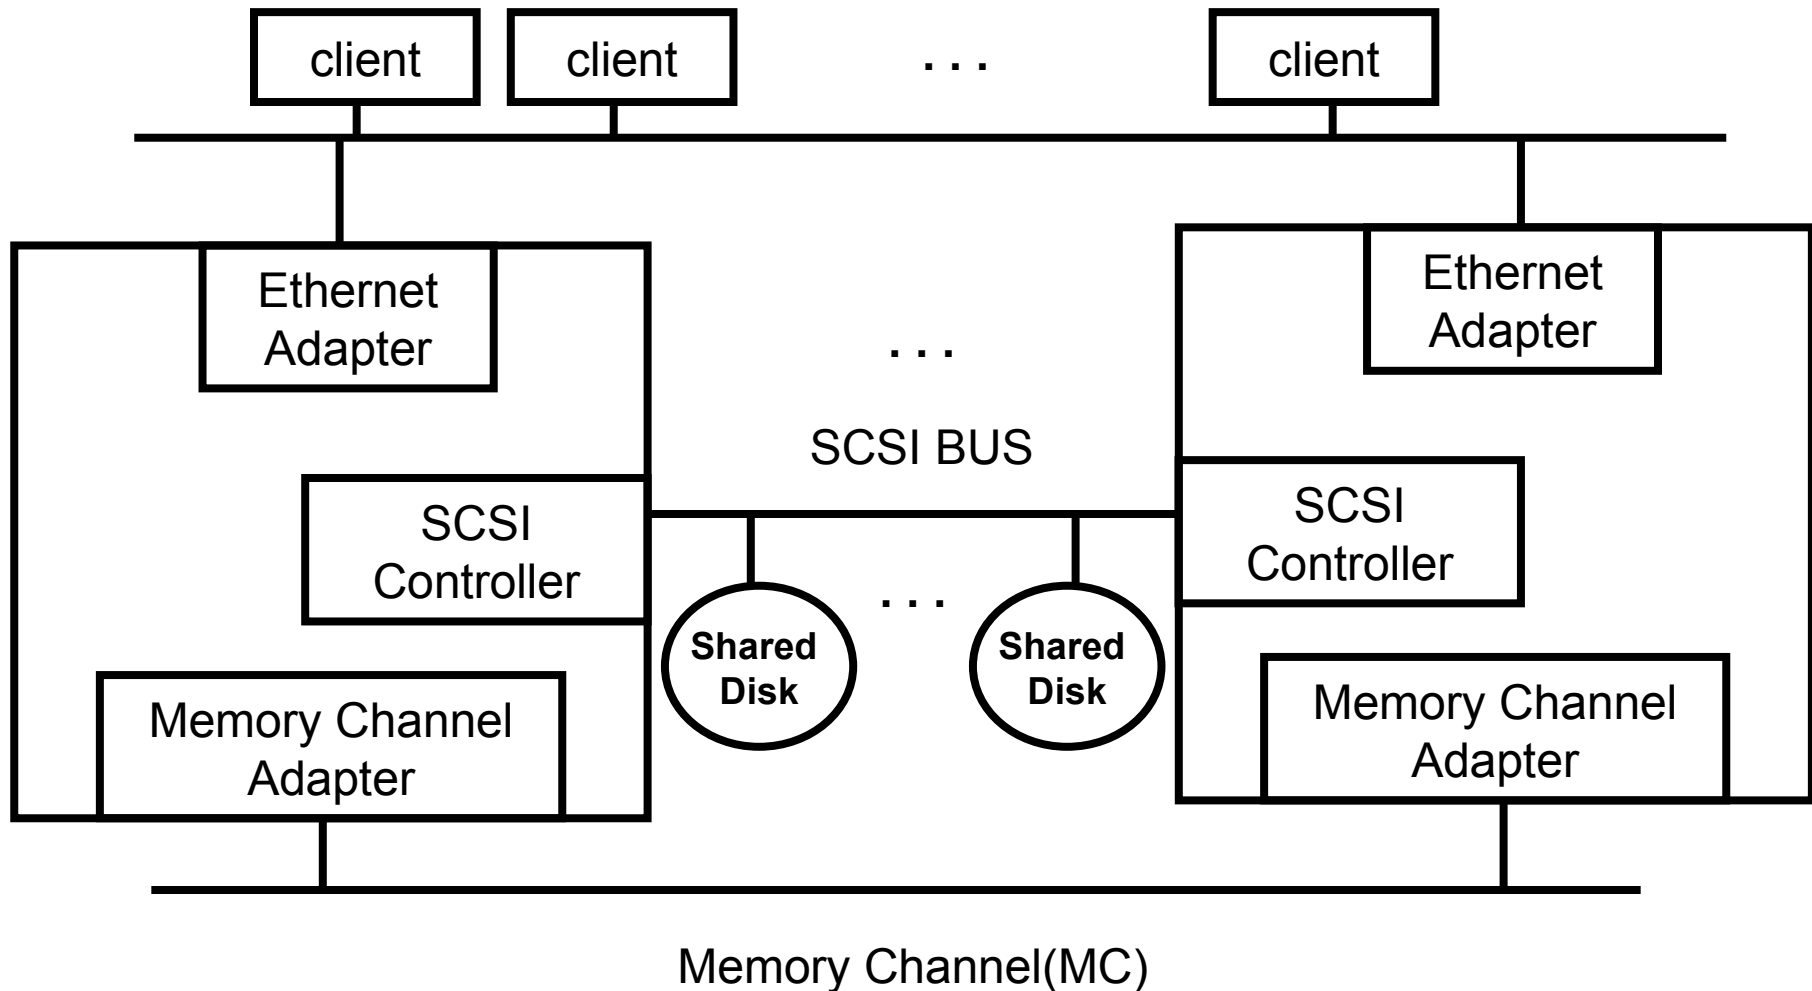 client
client
. . .
client
Ethernet
Adapter
Ethernet
Adapter
. . .
SCSI BUS
SCSI
Controller
SCSI
Controller
. . .
Shared
Disk
Shared
Disk
Memory Channel
Adapter
Memory Channel
Adapter
Memory Channel(MC)